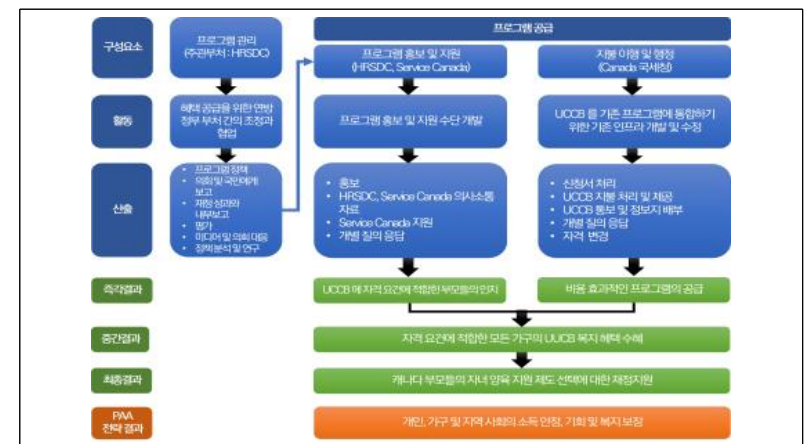 프로그램 공급
구성요소
프로그램 관리
(주관부처 : HRSDC)
프로그램 홍보 및 지원
(HRSDC, Service Canada)
지불 이행 및 행정
(Canada 국세청)
활동
혜택 공급을 위한 연방
정부 부처 간의 조정과
협업
프로그램 홍보 및 지원 수단 개발
UCCB 를 기존 프로그램에 통합하기
위한 기존 인프라 개발 및 수정
산출
• 프로그램 정책
• 의회 및 국민에게
보고
• 재정 성과와
내부보고
• 평가
• 미디어 및 의회 대응
• 정책 분석 및 연구
• 홍보
• HRSDC, Service Canada 의사소통
자료
• Service Canada 지원
• 개별 질의 응답
• 신청서 처리
• UCCB 지불 처리 및 제공
• UCCB 통보 및 정보지 배부
• 개별 질의 응답
• 자격 변경
즉각결과
UCCB 에 자격 요건에 적합한 부모들의 인지
비용 효과적인 프로그램의 공급
중간결과
자격 요건에 적합한 모든 가구의 UUCB 복지 혜택 수혜
최종결과
캐나다 부모들의 자녀 양육 지원 제도 선택에 대한 재정지원
PAA
전략 결과
개인, 가구 및 지역 사회의 소득 안정, 기회 및 복지 보장